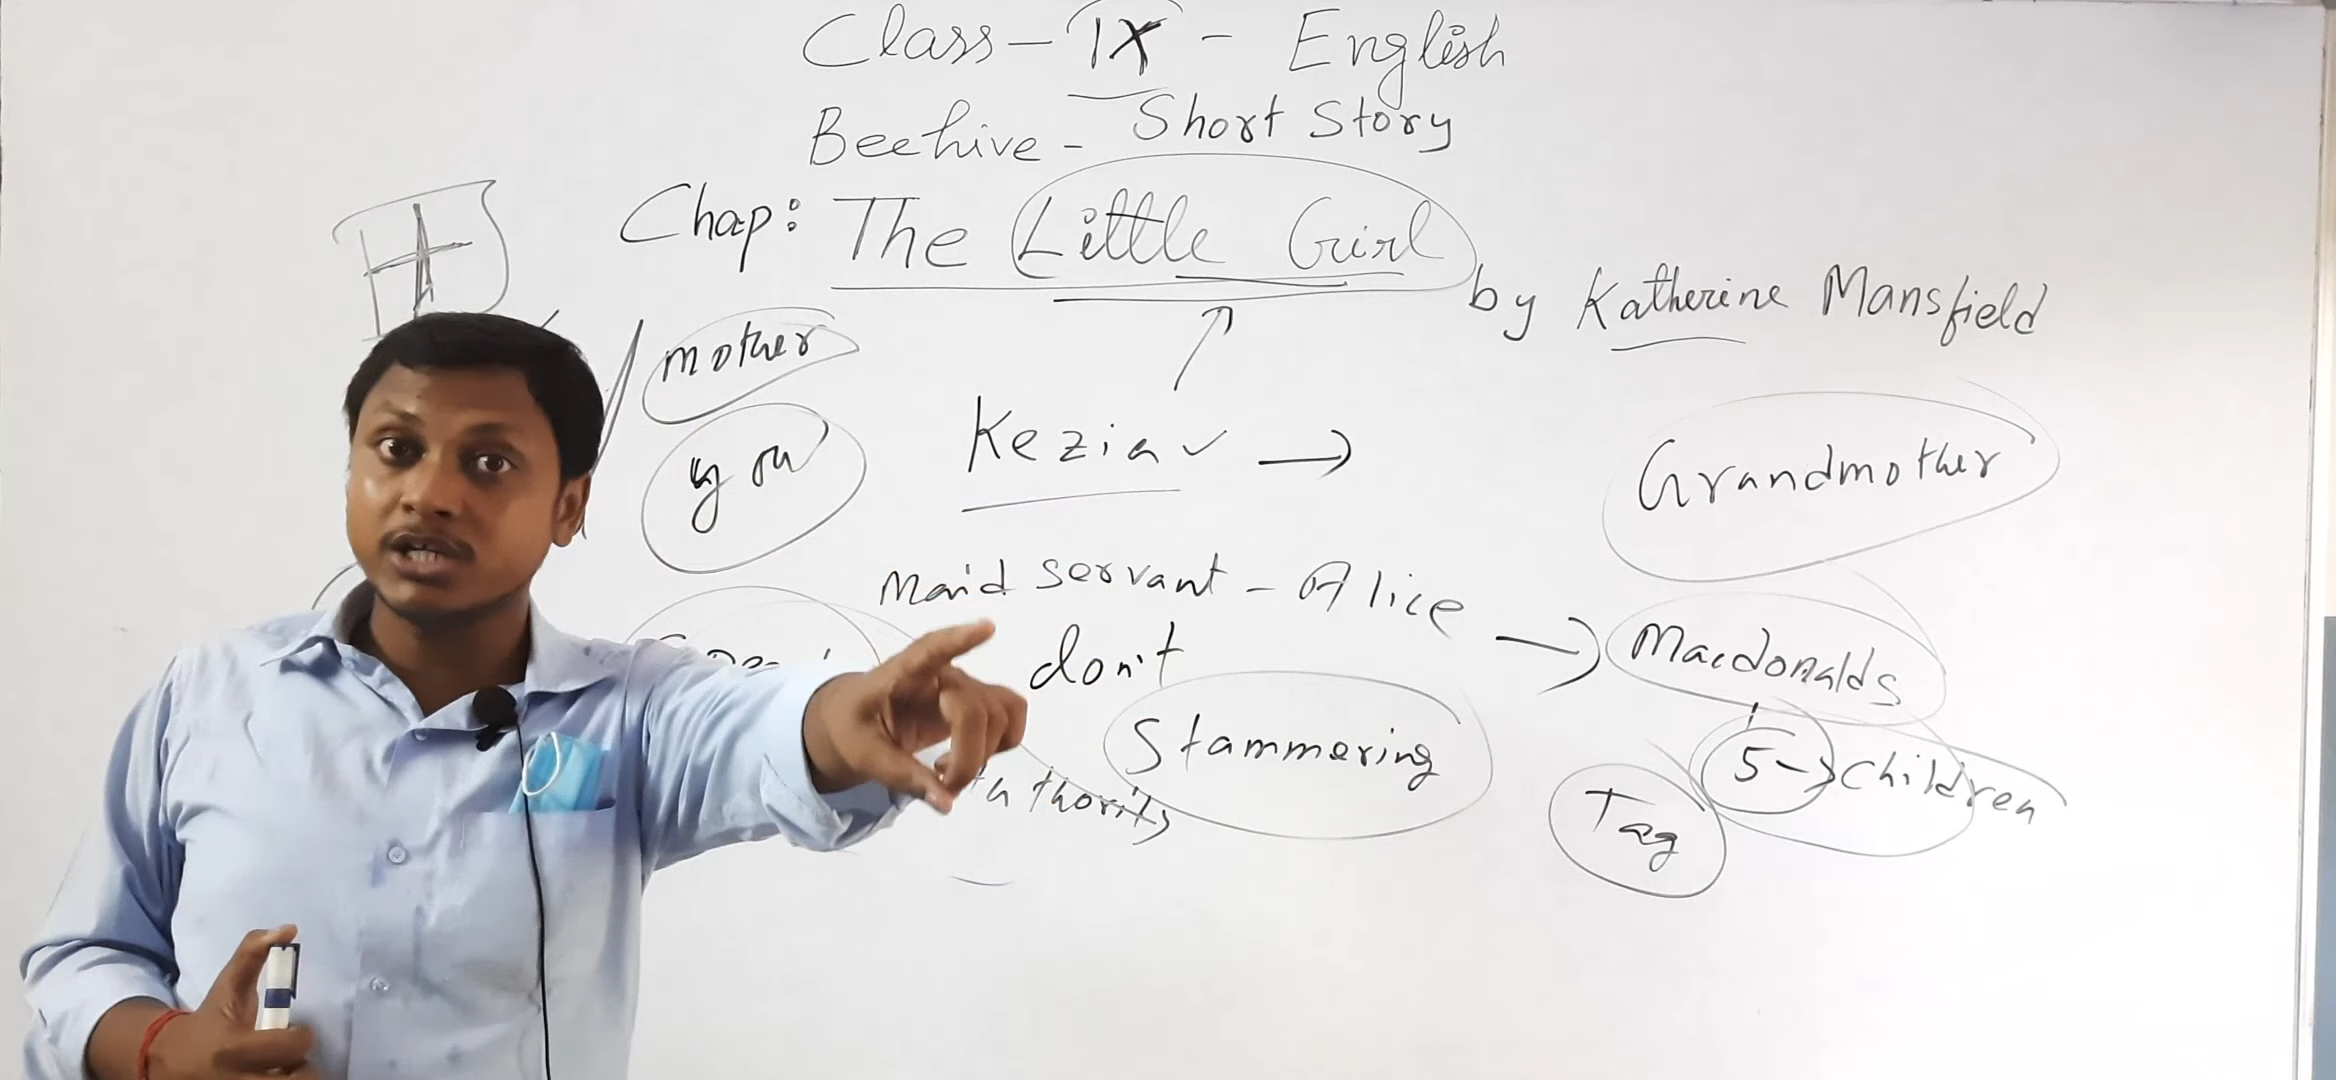 Class - IX - English
Beehive - Short Story
Chap: The Little Girl
by Katherine Mansfield
mother
you
Kezia ✓ →
Grandmother
Maid servant - Alice → Macdonalds
don't
Stammering
5 → children
Tag